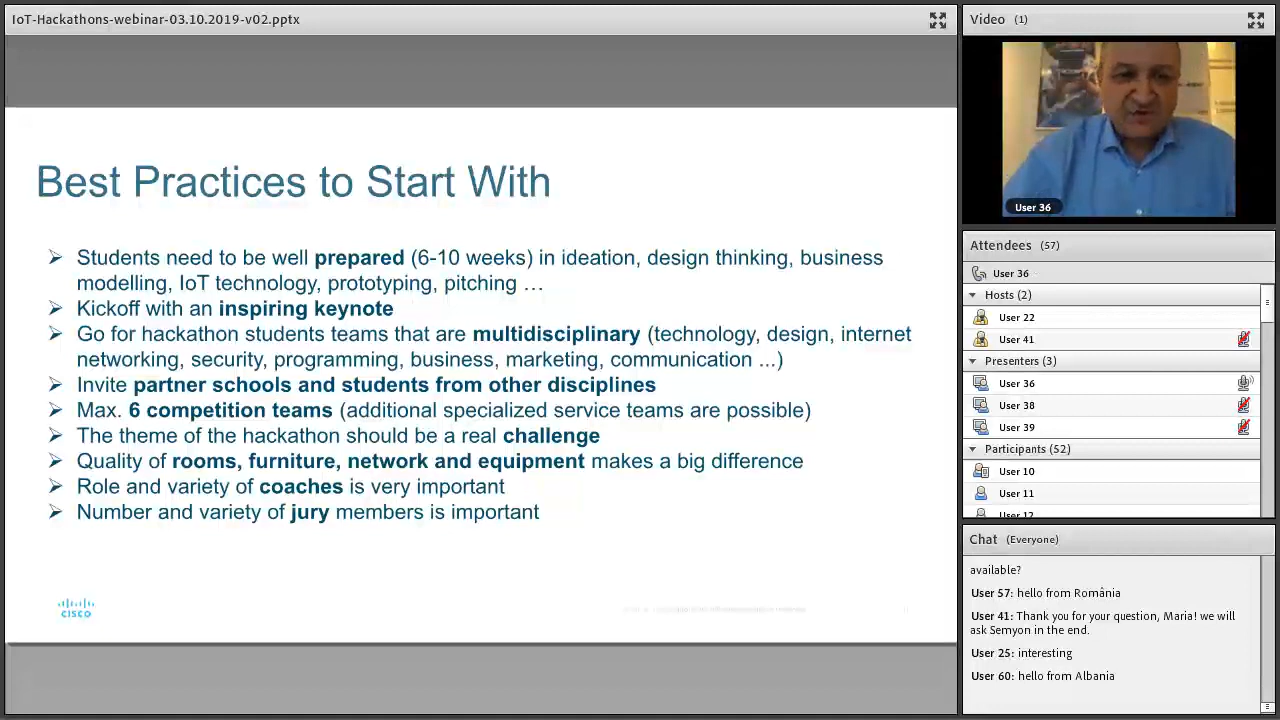 IoT-Hackathons-webinar-03.10.2019-v02.pptx
Best Practices to Start With
Students need to be well prepared (6-10 weeks) in ideation, design thinking, business
modelling, IoT technology, prototyping, pitching …
Kickoff with an inspiring keynote
Go for hackathon students teams that are multidisciplinary (technology, design, internet
networking, security, programming, business, marketing, communication ...)
Invite partner schools and students from other disciplines
Max. 6 competition teams (additional specialized service teams are possible)
The theme of the hackathon should be a real challenge
Quality of rooms, furniture, network and equipment makes a big difference
Role and variety of coaches is very important
Number and variety of jury members is important
CISCO
Video (1)
User 36
Attendees (57)
User 36
Hosts (2)
User 22
User 41
Presenters (3)
User 36
User 38
User 39
Participants (52)
User 10
User 11
User 12
Chat (Everyone)
available?
User 57: hello from România
User 41: Thank you for your question, Maria! we will
ask Semyon in the end.
User 25: interesting
User 60: hello from Albania